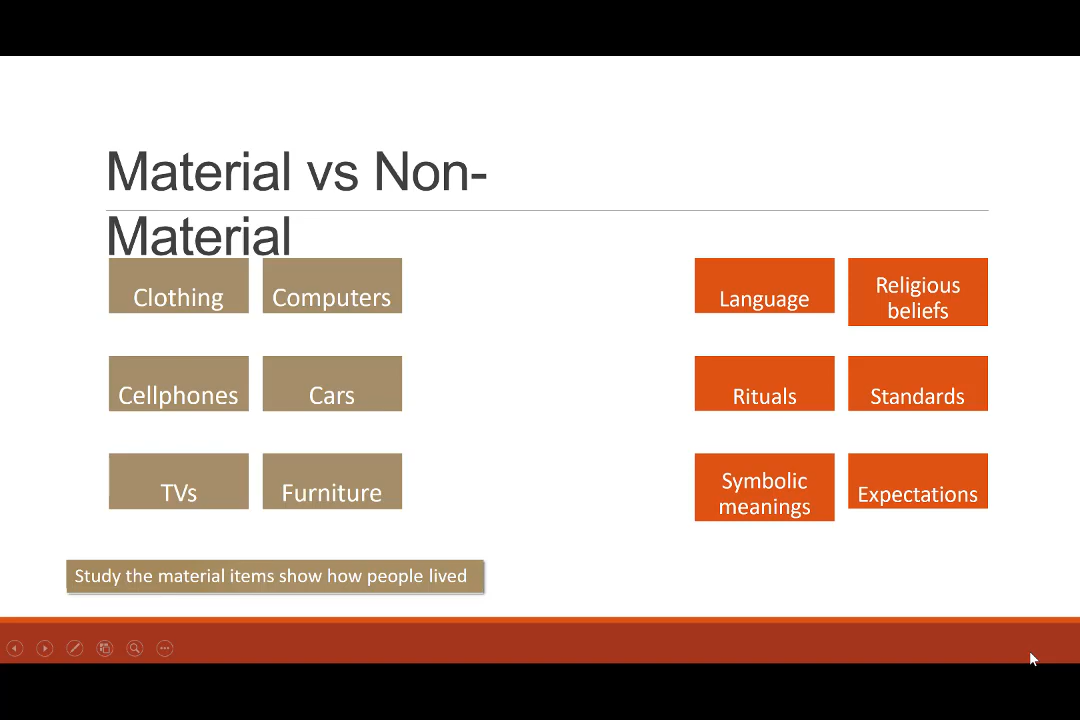 Material vs Non-
Material
Clothing
Computers
Language
Religious
beliefs
Cellphones
Cars
Rituals
Standards
TVs
Furniture
Symbolic
meanings
Expectations
Study the material items show how people lived